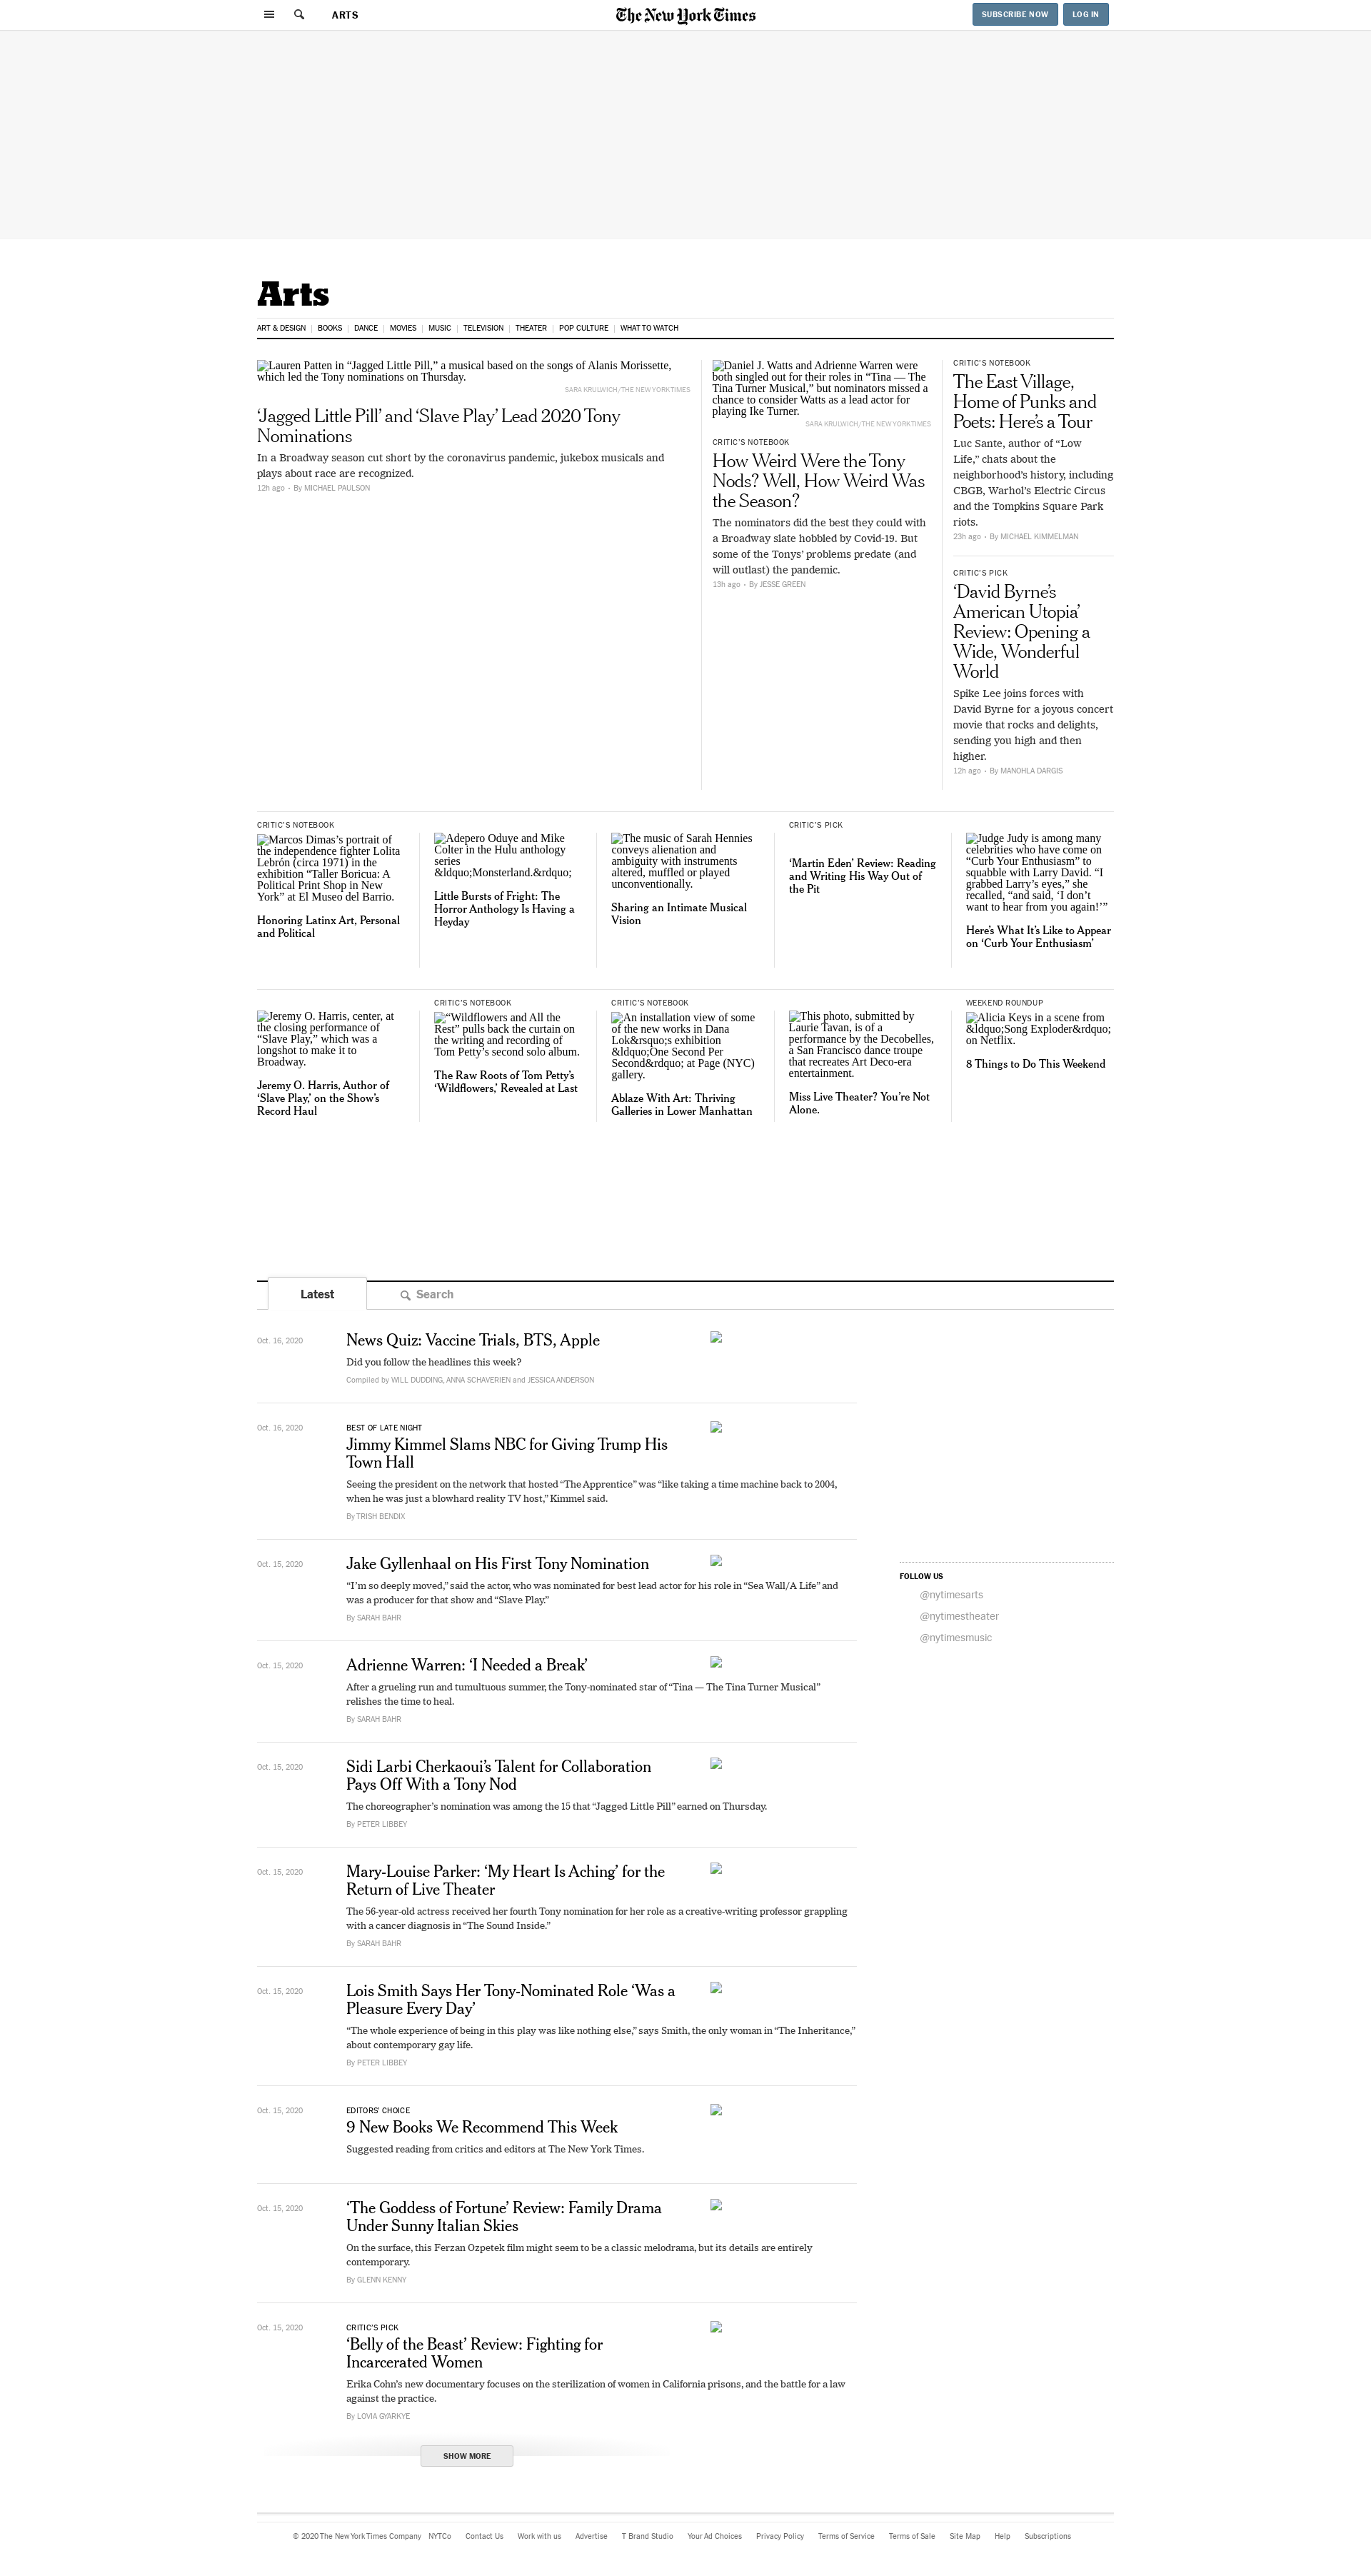 ARTS
The New York Times
SUBSCRIBE NOW
LOG IN
Arts
ART & DESIGN
BOOKS
DANCE
MOVIES
MUSIC
TELEVISION
THEATER
POP CULTURE
WHAT TO WATCH
Lauren Patten in “Jagged Little Pill,” a musical based on the songs of Alanis Morissette,
which led the Tony nominations on Thursday.
SARA KRULWICH/THE NEW YORK TIMES
‘Jagged Little Pill’ and ‘Slave Play’ Lead 2020 Tony
Nominations
In a Broadway season cut short by the coronavirus pandemic, jukebox musicals and
plays about race are recognized.
12h ago • By MICHAEL PAULSON
Daniel J. Watts and Adrienne Warren were
both singled out for their roles in “Tina — The
Tina Turner Musical,” but nominators missed a
chance to consider Watts as a lead actor for
playing Ike Turner.
SARA KRULWICH/THE NEW YORK TIMES
CRITIC’S NOTEBOOK
How Weird Were the Tony
Nods? Well, How Weird Was
the Season?
The nominators did the best they could with
a Broadway slate hobbled by Covid-19. But
some of the Tonys’ problems predate (and
will outlast) the pandemic.
13h ago • By JESSE GREEN
CRITIC’S NOTEBOOK
The East Village,
Home of Punks and
Poets: Here’s a Tour
Luc Sante, author of “Low
Life,” chats about the
neighborhood’s history, including
CBGB, Warhol’s Electric Circus
and the Tompkins Square Park
riots.
23h ago • By MICHAEL KIMMELMAN
CRITIC’S PICK
‘David Byrne’s
American Utopia’
Review: Opening a
Wide, Wonderful
World
Spike Lee joins forces with
David Byrne for a joyous concert
movie that rocks and delights,
sending you high and then
higher.
12h ago • By MANOHLA DARGIS
CRITIC’S NOTEBOOK
Marcos Dimas’s portrait of
the independence fighter Lolita
Lebrón (circa 1971) in the
exhibition “Taller Boricua: A
Political Print Shop in New
York” at El Museo del Barrio.
Honoring Latinx Art, Personal
and Political
Adepero Oduye and Mike
Colter in the Hulu anthology
series
&ldquo;Monsterland.&rdquo;
Little Bursts of Fright: The
Horror Anthology Is Having a
Heyday
The music of Sarah Hennies
conveys alienation and
ambiguity with instruments
altered, muffled or played
unconventionally.
Sharing an Intimate Musical
Vision
CRITIC’S PICK
‘Martin Eden’ Review: Reading
and Writing His Way Out of
the Pit
Judge Judy is among many
celebrities who have come on
“Curb Your Enthusiasm” to
squabble with Larry David. “I
grabbed Larry’s eyes,” she
recalled, “and said, ‘I don’t
want to hear from you again!’”
Here’s What It’s Like to Appear
on ‘Curb Your Enthusiasm’
Jeremy O. Harris, center, at
the closing performance of
“Slave Play,” which was a
longshot to make it to
Broadway.
Jeremy O. Harris, Author of
‘Slave Play,’ on the Show’s
Record Haul
CRITIC’S NOTEBOOK
“Wildflowers and All the
Rest” pulls back the curtain on
the writing and recording of
Tom Petty’s second solo album.
The Raw Roots of Tom Petty’s
‘Wildflowers,’ Revealed at Last
CRITIC’S NOTEBOOK
An installation view of some
of the new works in Dana
Lok&rsquo;s exhibition
&ldquo;One Second Per
Second&rdquo; at Page (NYC)
gallery.
Ablaze With Art: Thriving
Galleries in Lower Manhattan
This photo, submitted by
Laurie Tavan, is of a
performance by the Decobelles,
a San Francisco dance troupe
that recreates Art Deco-era
entertainment.
Miss Live Theater? You’re Not
Alone.
WEEKEND ROUNDUP
Alicia Keys in a scene from
&ldquo;Song Exploder&rdquo;
on Netflix.
8 Things to Do This Weekend
Latest
Search
Oct. 16, 2020
News Quiz: Vaccine Trials, BTS, Apple
Did you follow the headlines this week?
Compiled by WILL DUDDING, ANNA SCHAVERIEN and JESSICA ANDERSON
Oct. 16, 2020
BEST OF LATE NIGHT
Jimmy Kimmel Slams NBC for Giving Trump His
Town Hall
Seeing the president on the network that hosted “The Apprentice” was “like taking a time machine back to 2004,
when he was just a blowhard reality TV host,” Kimmel said.
By TRISH BENDIX
Oct. 15, 2020
Jake Gyllenhaal on His First Tony Nomination
“I’m so deeply moved,” said the actor, who was nominated for best lead actor for his role in “Sea Wall/A Life” and
was a producer for that show and “Slave Play.”
By SARAH BAHR
FOLLOW US
@nytimesarts
@nytimestheater
@nytimesmusic
Oct. 15, 2020
Adrienne Warren: ‘I Needed a Break’
After a grueling run and tumultuous summer, the Tony-nominated star of “Tina — The Tina Turner Musical”
relishes the time to heal.
By SARAH BAHR
Oct. 15, 2020
Sidi Larbi Cherkaoui’s Talent for Collaboration
Pays Off With a Tony Nod
The choreographer’s nomination was among the 15 that “Jagged Little Pill” earned on Thursday.
By PETER LIBBEY
Oct. 15, 2020
Mary-Louise Parker: ‘My Heart Is Aching’ for the
Return of Live Theater
The 56-year-old actress received her fourth Tony nomination for her role as a creative-writing professor grappling
with a cancer diagnosis in “The Sound Inside.”
By SARAH BAHR
Oct. 15, 2020
Lois Smith Says Her Tony-Nominated Role ‘Was a
Pleasure Every Day’
“The whole experience of being in this play was like nothing else,” says Smith, the only woman in “The Inheritance,”
about contemporary gay life.
By PETER LIBBEY
Oct. 15, 2020
EDITORS’ CHOICE
9 New Books We Recommend This Week
Suggested reading from critics and editors at The New York Times.
Oct. 15, 2020
‘The Goddess of Fortune’ Review: Family Drama
Under Sunny Italian Skies
On the surface, this Ferzan Ozpetek film might seem to be a classic melodrama, but its details are entirely
contemporary.
By GLENN KENNY
Oct. 15, 2020
CRITIC’S PICK
‘Belly of the Beast’ Review: Fighting for
Incarcerated Women
Erika Cohn’s new documentary focuses on the sterilization of women in California prisons, and the battle for a law
against the practice.
By LOVIA GYARKYE
SHOW MORE
© 2020 The New York Times Company
NYTCo
Contact Us
Work with us
Advertise
T Brand Studio
Your Ad Choices
Privacy Policy
Terms of Service
Terms of Sale
Site Map
Help
Subscriptions